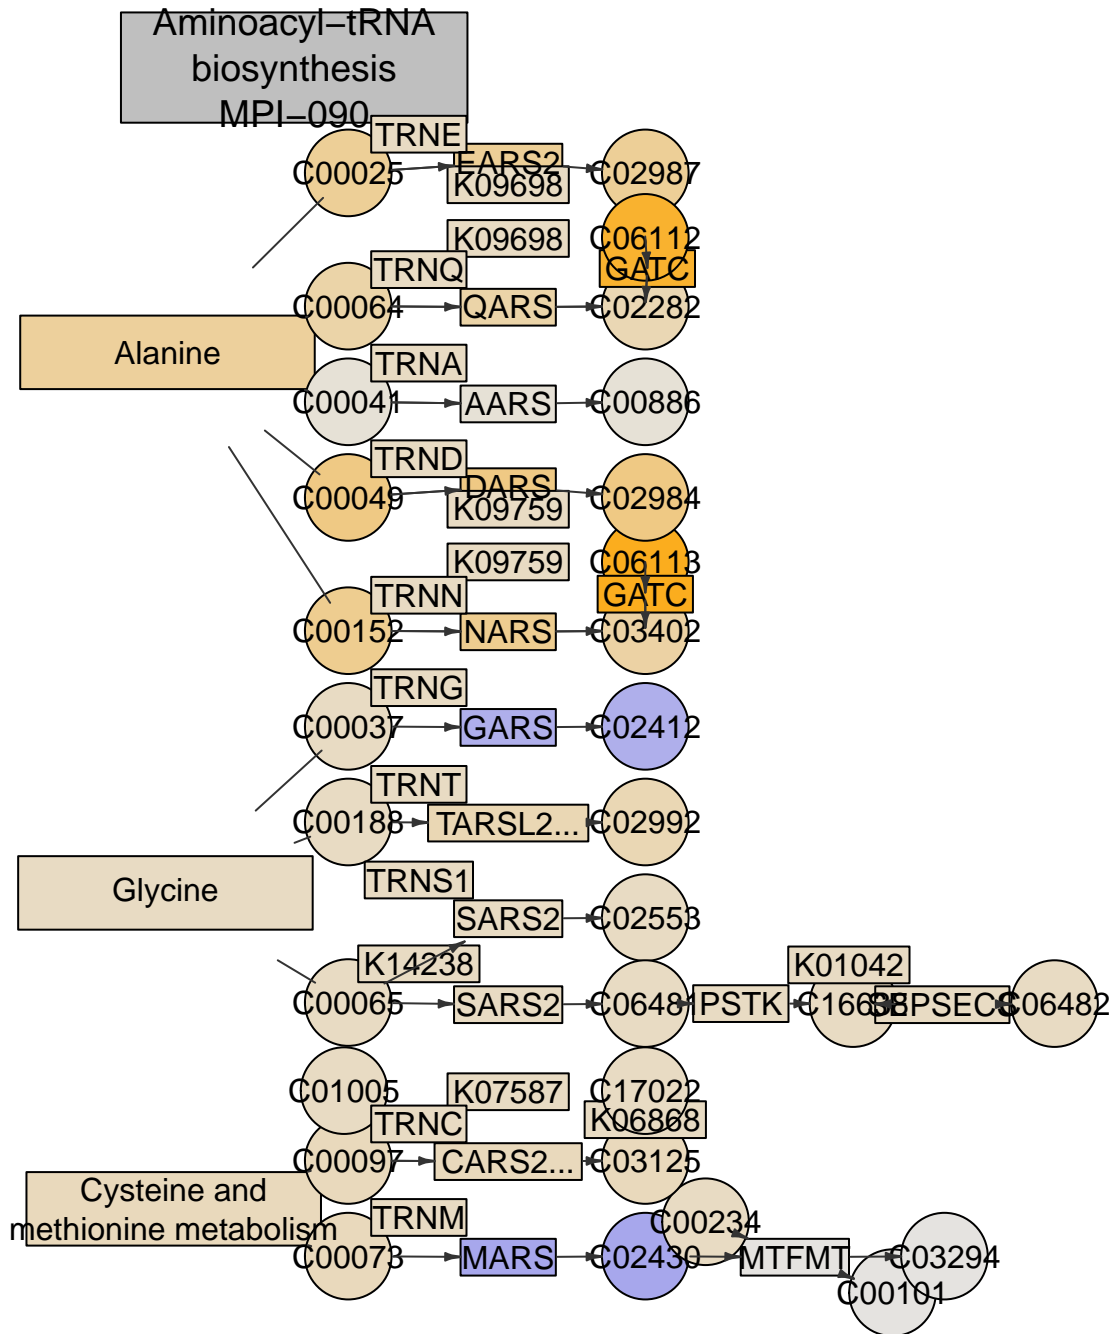 Aminoacyl−tRNA
biosynthesis
MPI−090
TRNE
C00025
EARS2
K09698
C02987
K09698
C06112
TRNQ
GATC
C00064
QARS
C02282
Alanine
TRNA
C00041
AARS
C00886
TRND
C00049
DARS
K09759
C02984
K09759
C06113
TRNN
GATC
C00152
NARS
C03402
TRNG
C00037
GARS
C02412
TRNT
C00188
TARSL2...
C02992
Glycine
TRNS1
SARS2
C02553
K14238
K01042
C00065
SARS2
C06481
PSTK
C16638
SEPSECS
C06482
C01005
K07587
C17022
TRNC
K06868
C00097
CARS2...
C03125
Cysteine and
methionine metabolism
TRNM
C00234
C00073
MARS
C02430
MTFMT
C03294
C00101